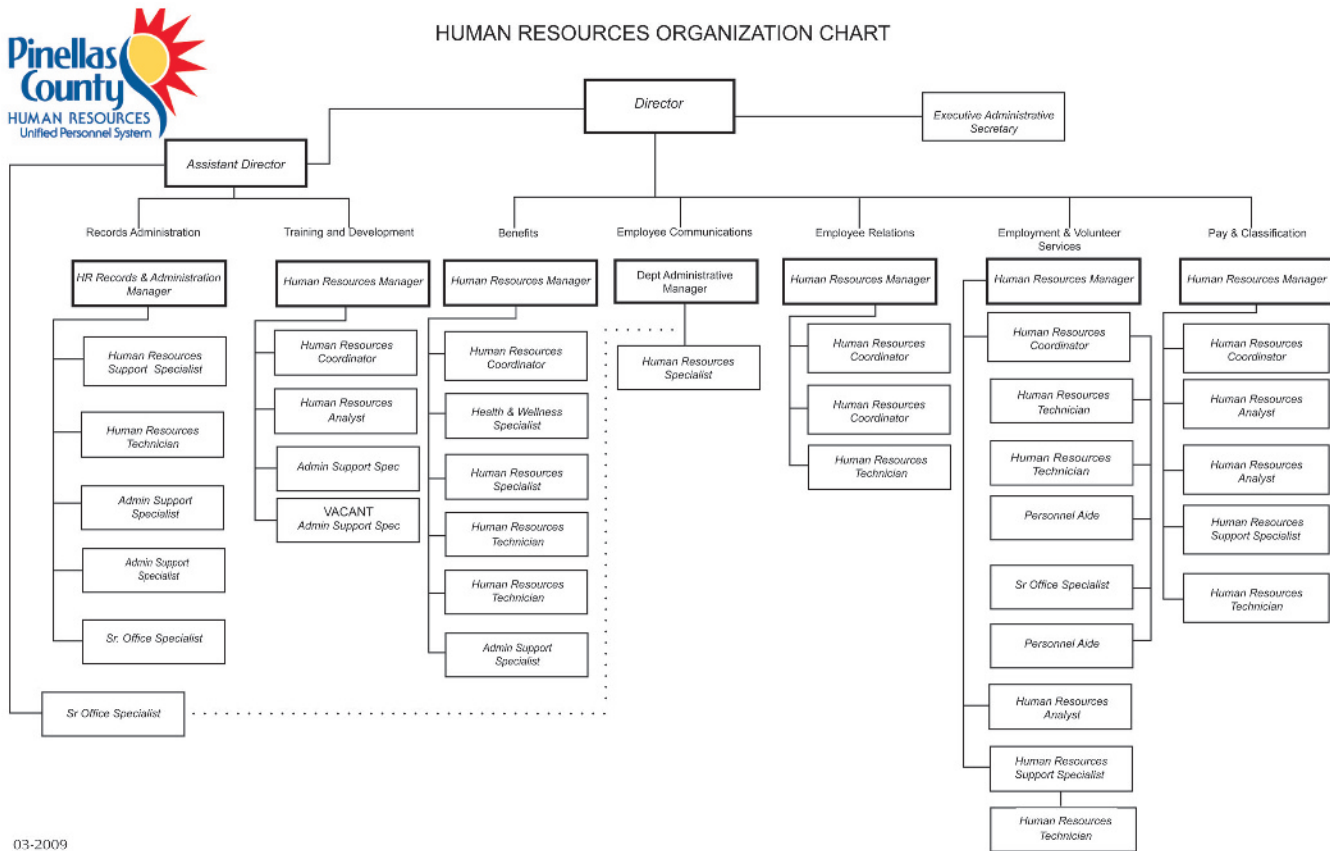 HUMAN RESOURCES ORGANIZATION CHART
Pinellas
County
HUMAN RESOURCES
Unified Personnel System
Director
Executive Administrative
Secretary
Assistant Director
Records Administration
Training and Development
Benefits
Employee Communications
Employee Relations
Employment & Volunteer
Services
Pay & Classification
HR Records & Administration
Manager
Human Resources
Support Specialist
Human Resources
Technician
Admin Support
Specialist
Admin Support
Specialist
Sr. Office Specialist
Sr Office Specialist
Human Resources Manager
Human Resources
Coordinator
Human Resources
Analyst
Admin Support Spec
VACANT
Admin Support Spec
Human Resources Manager
Human Resources
Coordinator
Health & Wellness
Specialist
Human Resources
Specialist
Human Resources
Technician
Human Resources
Technician
Admin Support
Specialist
Dept Administrative
Manager
Human Resources
Specialist
Human Resources Manager
Human Resources
Coordinator
Human Resources
Coordinator
Human Resources
Technician
Human Resources Manager
Human Resources
Coordinator
Human Resources
Technician
Human Resources
Technician
Personnel Aide
Sr Office Specialist
Personnel Aide
Human Resources
Analyst
Human Resources
Support Specialist
Human Resources
Technician
Human Resources Manager
Human Resources
Coordinator
Human Resources
Analyst
Human Resources
Analyst
Human Resources
Support Specialist
Human Resources
Technician
03-2009